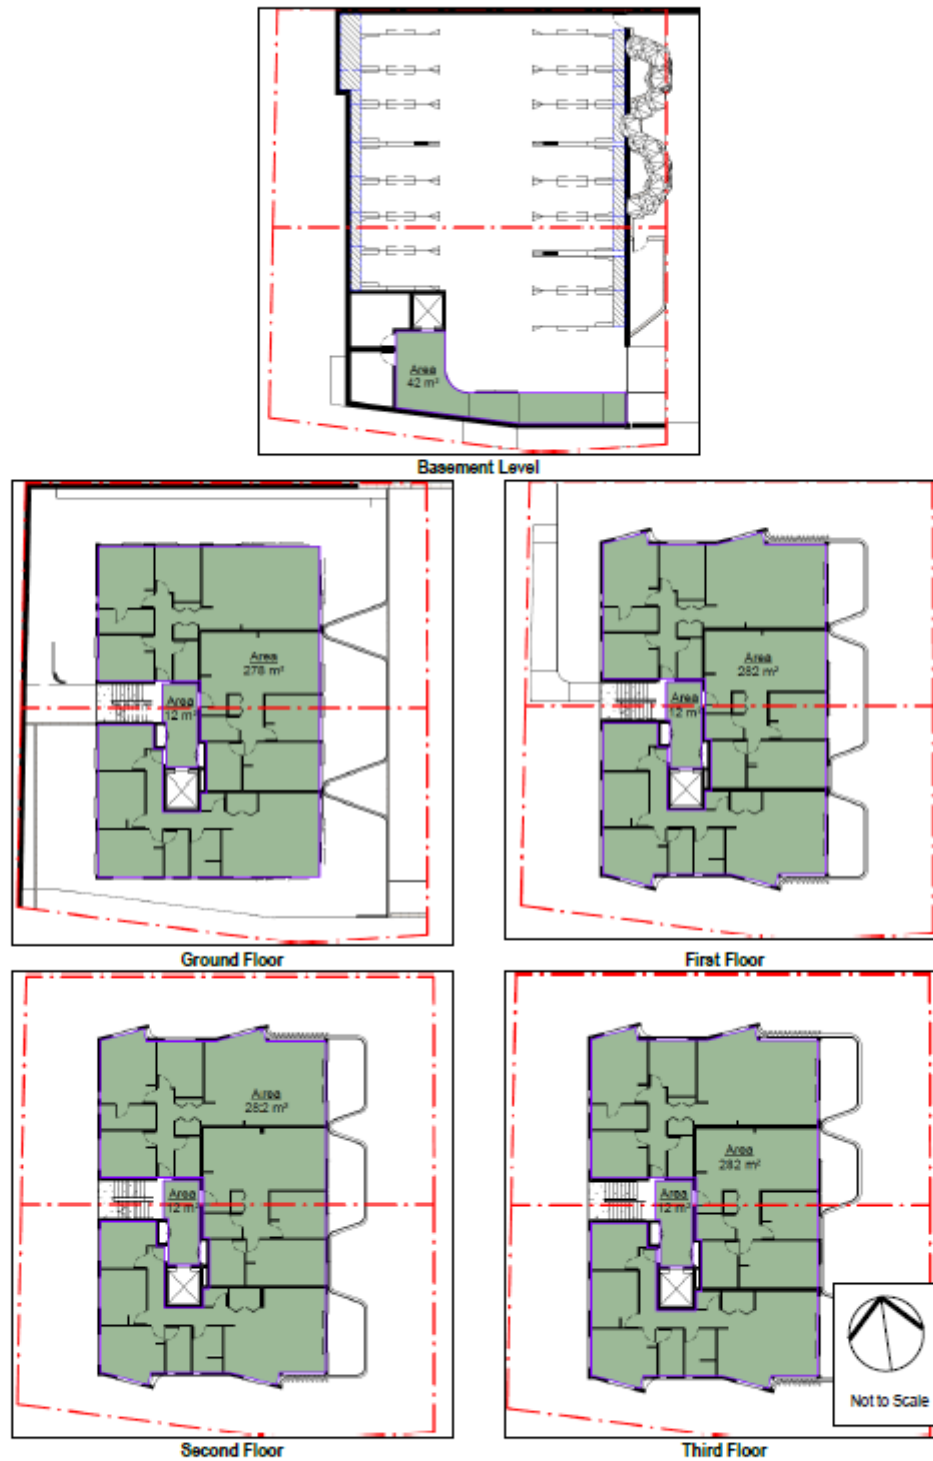 Area
42 m²
Basement Level
Area
278 m²
Area
12 m²
Ground Floor
Area
282 m²
Area
12 m²
First Floor
Area
282 m²
Area
12 m²
Second Floor
Area
282 m²
Area
12 m²
Third Floor
Not to Scale